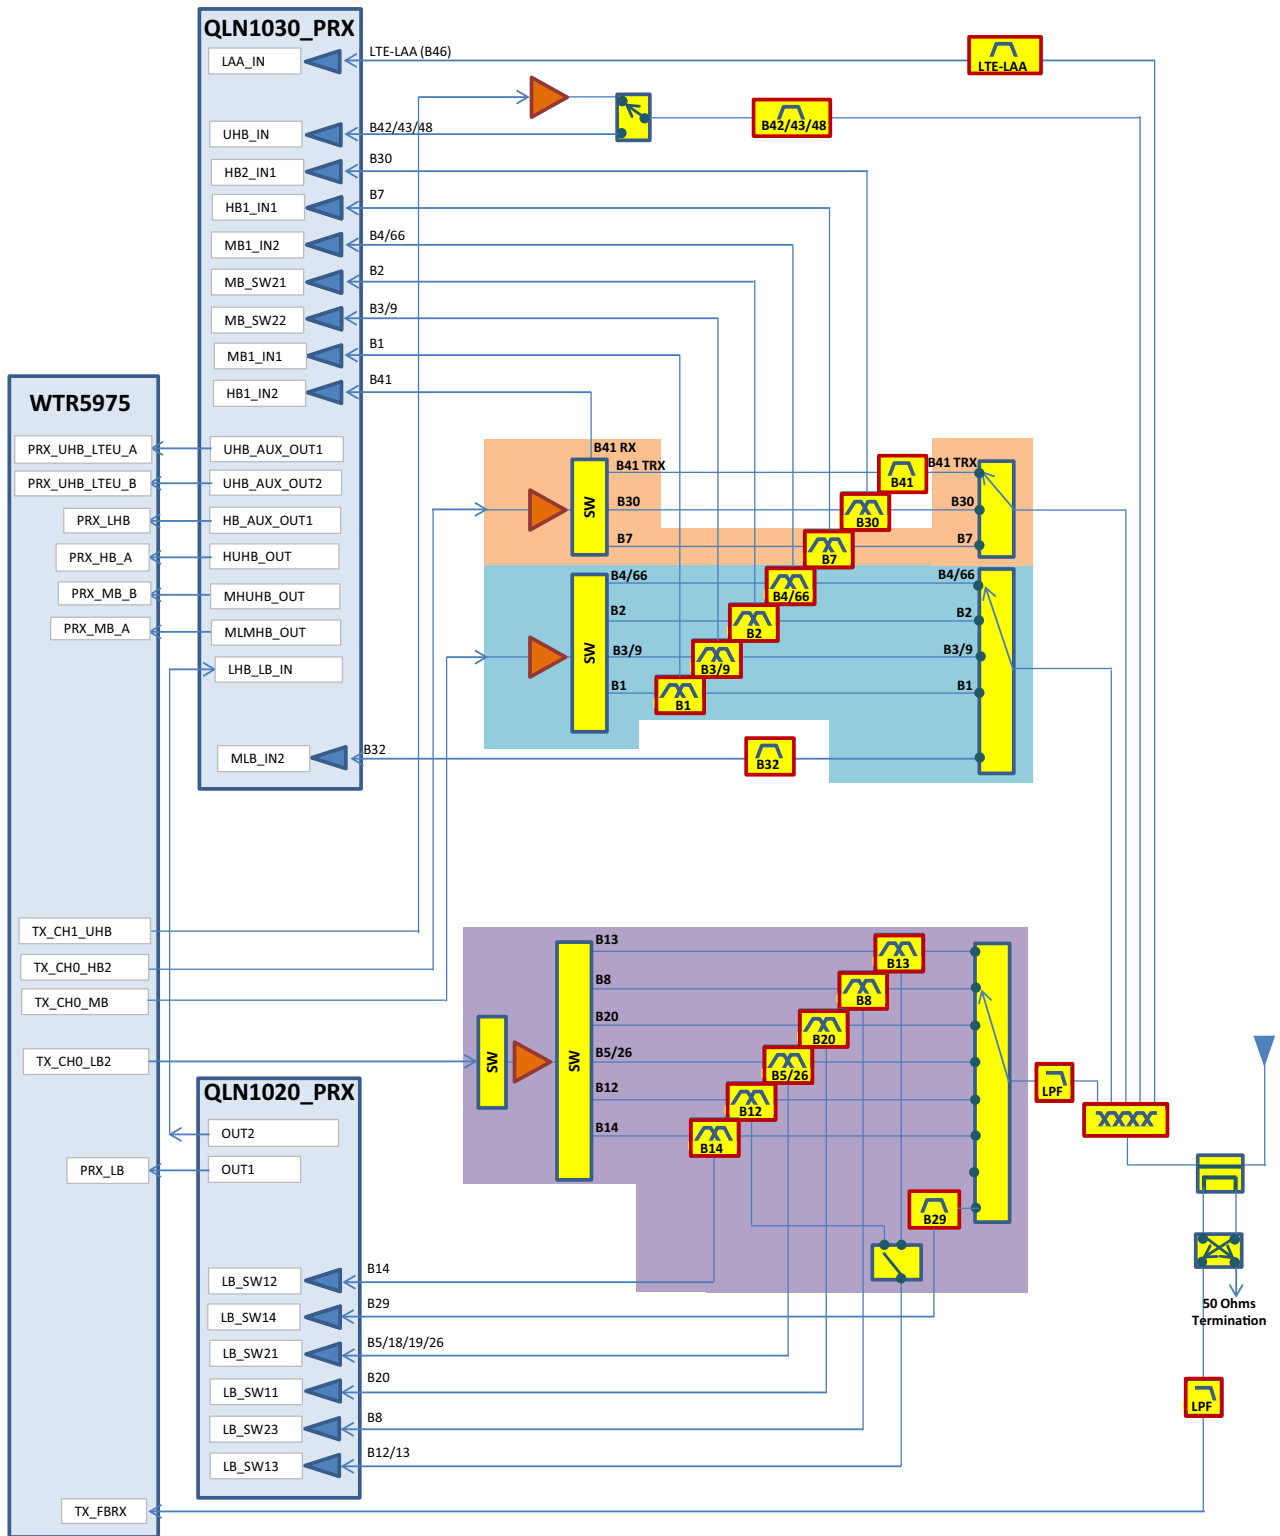 QLN1030_PRX
LAA_IN
LTE-LAA (B46)
LTE-LAA
UHB_IN
B42/43/48
B42/43/48
HB2_IN1
B30
HB1_IN1
B7
MB1_IN2
B4/66
MB_SW21
B2
MB_SW22
B3/9
MB1_IN1
B1
HB1_IN2
B41
WTR5975
PRX_UHB_LTEU_A
UHB_AUX_OUT1
PRX_UHB_LTEU_B
UHB_AUX_OUT2
PRX_LHB
HB_AUX_OUT1
PRX_HB_A
HUHB_OUT
PRX_MB_B
MHUHB_OUT
PRX_MB_A
MLMHB_OUT
LHB_LB_IN
MLB_IN2
B32
B32
B41 RX
B41 TRX
B41
B41 TRX
SW
B30
B30
B30
B7
B7
B7
B4/66
B4/66
B4/66
B2
B2
B2
SW
B3/9
B3/9
B3/9
B1
B1
B1
TX_CH1_UHB
TX_CH0_HB2
TX_CH0_MB
TX_CH0_LB2
B13
B13
B8
B8
B20
B20
SW
SW
B5/26
B5/26
B12
B12
B14
B14
B29
LPF
XXXX
QLN1020_PRX
OUT2
PRX_LB
OUT1
LB_SW12
B14
LB_SW14
B29
LB_SW21
B5/18/19/26
LB_SW11
B20
LB_SW23
B8
LB_SW13
B12/13
50 Ohms
Termination
LPF
TX_FBRX